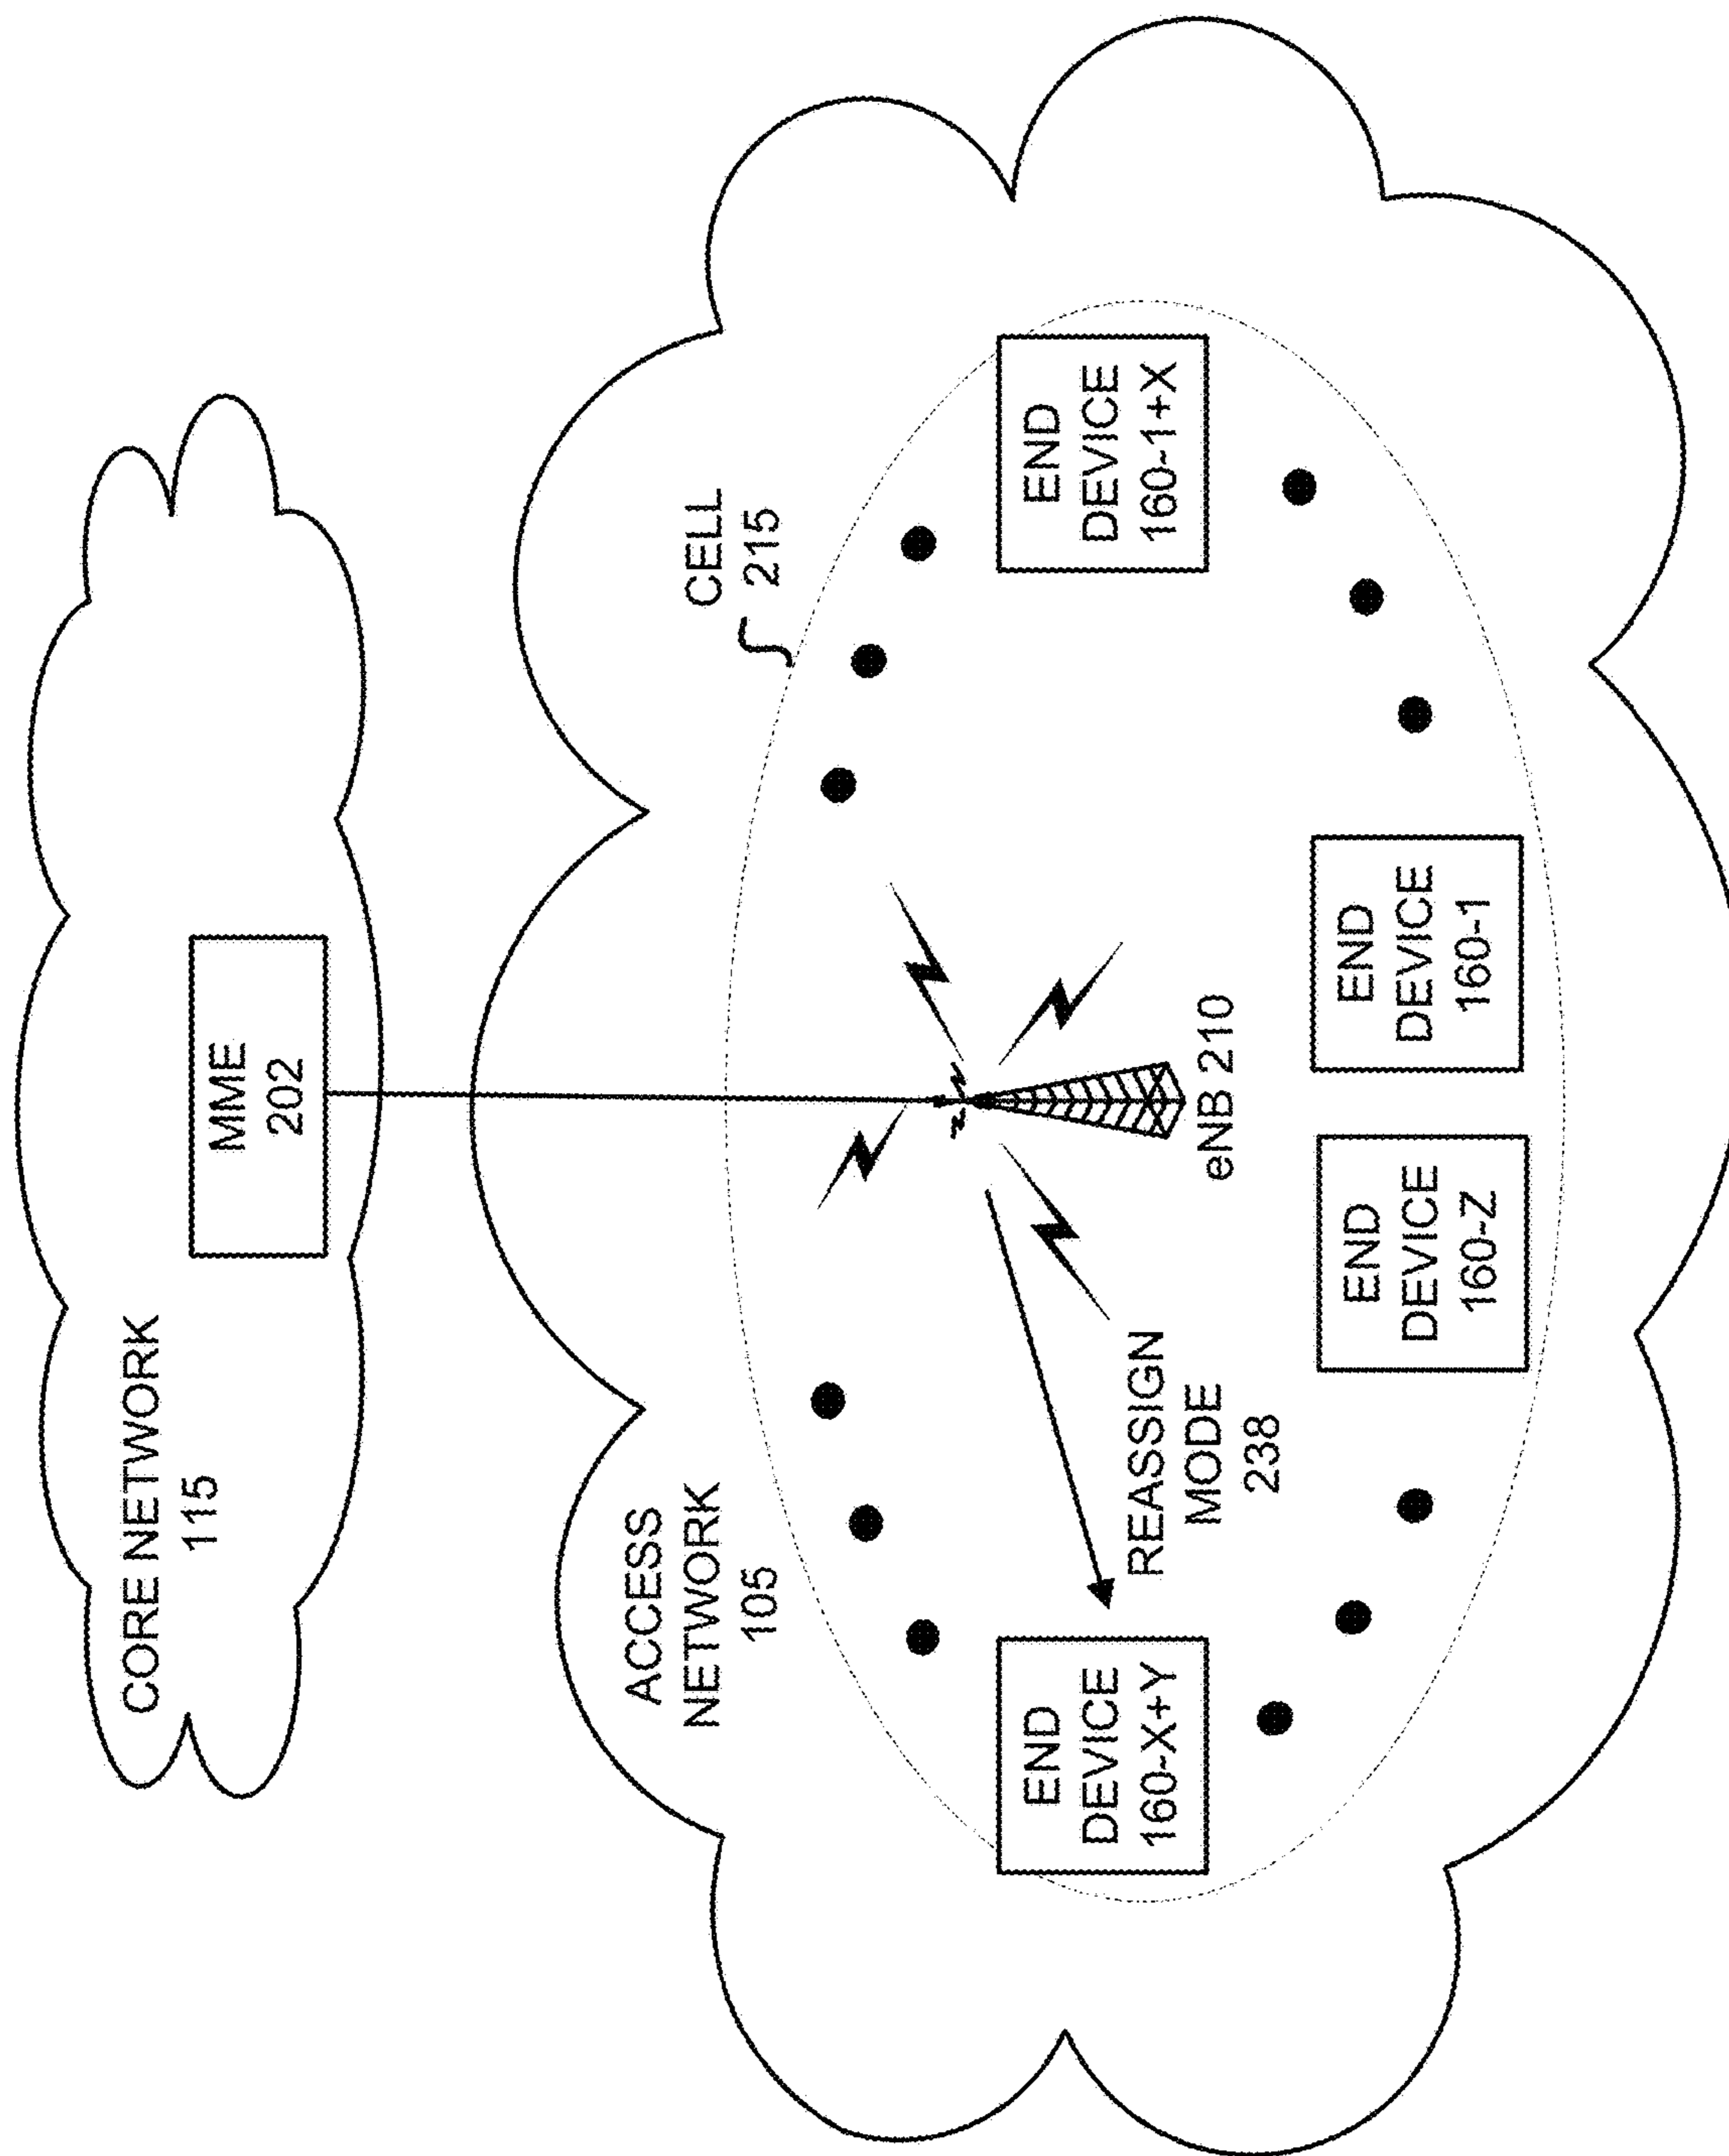 CORE NETWORK
115
MME
202
ACCESS
NETWORK
105
CELL
215
END
DEVICE
160-X+Y
REASSIGN
MODE
238
eNB 210
END
DEVICE
160-1+X
END
DEVICE
160-Z
END
DEVICE
160-1